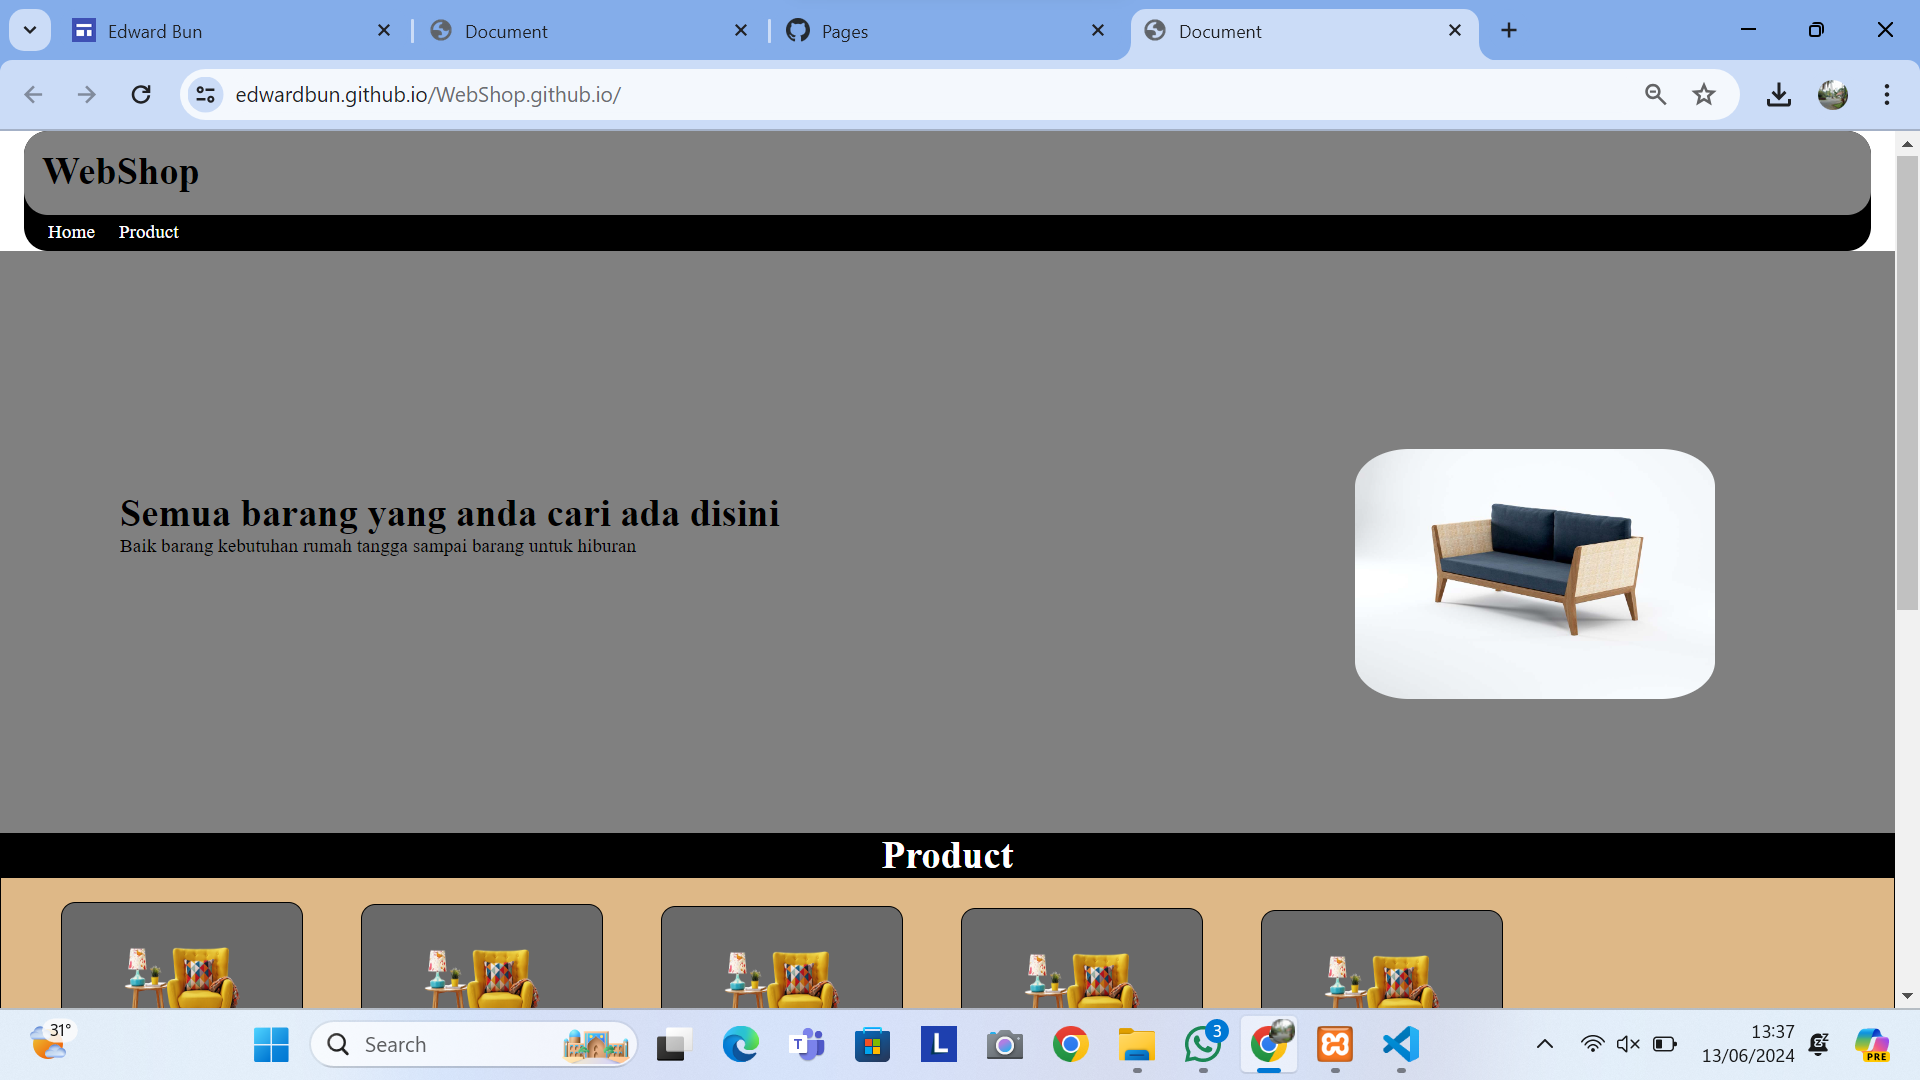 Edward Bun
Document
Pages
Document
edwardbun.github.io/WebShop.github.io/
WebShop
Home Product
Semua barang yang anda cari ada disini
Baik barang kebutuhan rumah tangga sampai barang untuk hiburan
Product
31°
Search
T
L
3
13:37
13/06/2024
PRE